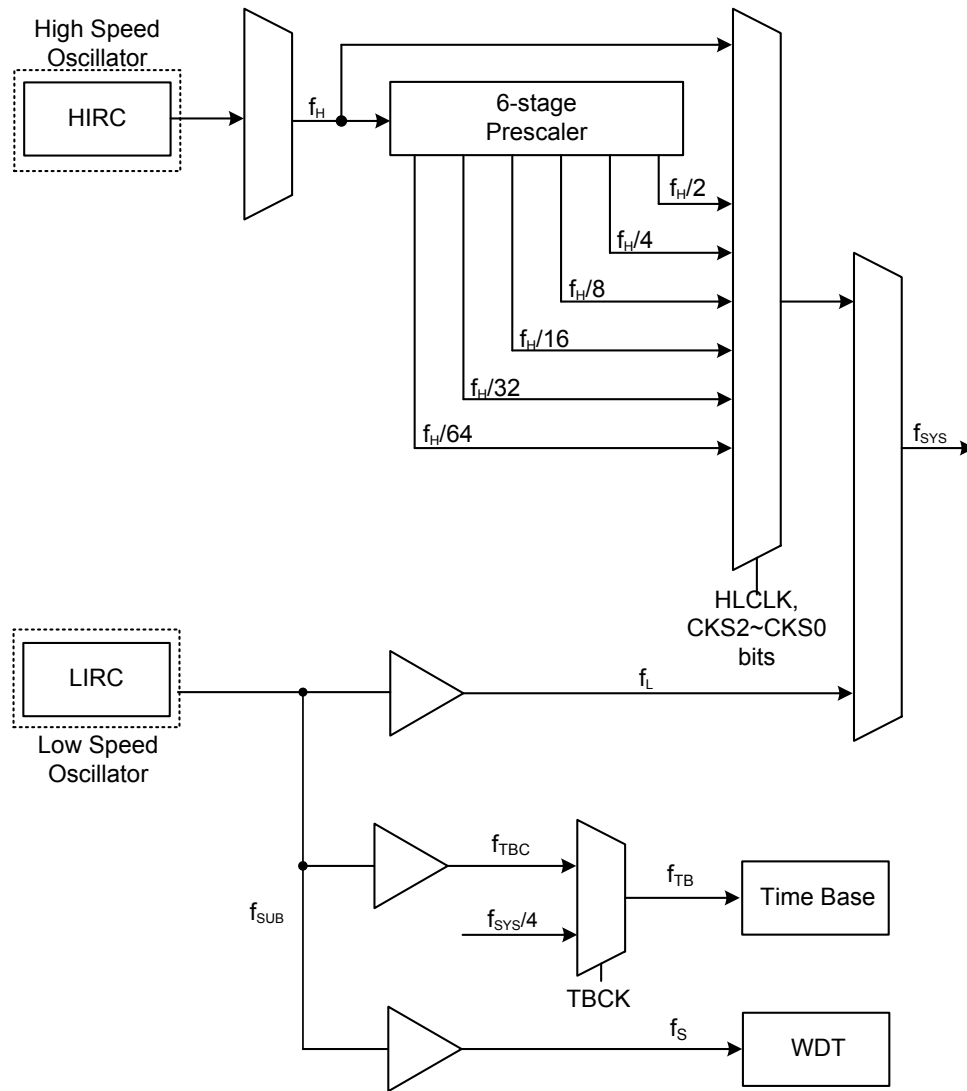 High Speed
Oscillator
HIRC
fH
6-stage
Prescaler
fH/2
fH/4
fH/8
fH/16
fH/32
fH/64
fSYS
HLCLK,
CKS2~CKS0
bits
LIRC
fL
Low Speed
Oscillator
fTBC
fTB
Time Base
fSUB
fSYS/4
TBCK
fS
WDT